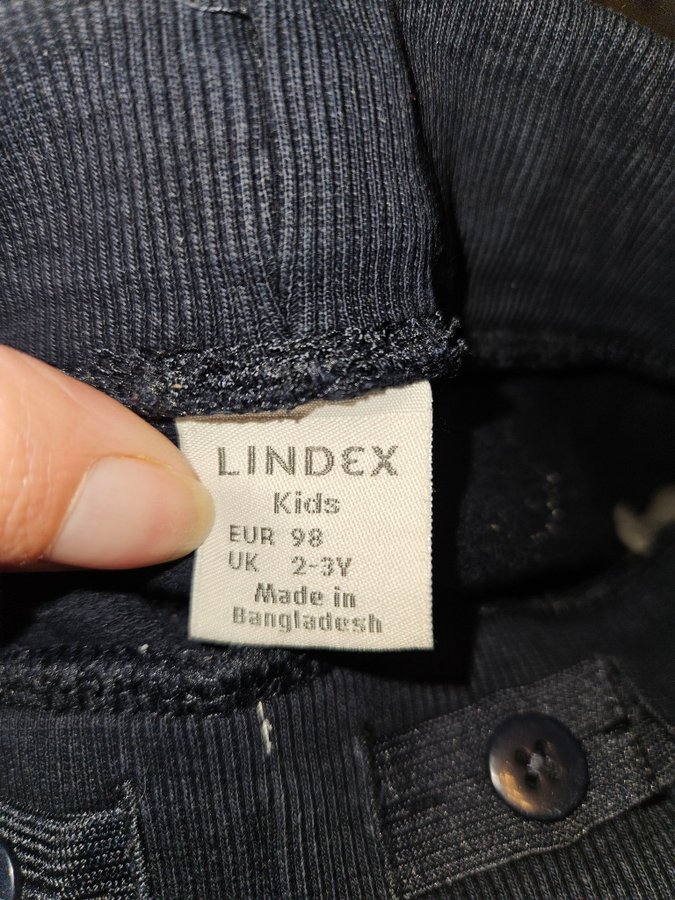 LINDEX
Kids
EUR 98
UK 2-3Y
Made in
Bangladesh